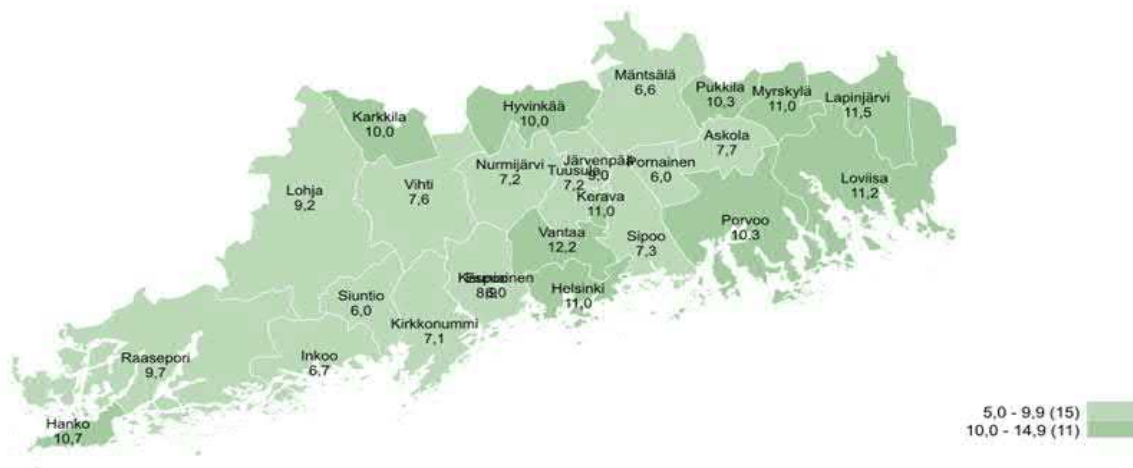 Mäntsälä
6,6
Pukkila
10,3
Myrskylä
11,0
Lapinjärvi
11,5
Karkkila
10,0
Hyvinkää
10,0
Askola
7,7
Nurmijärvi
7,2
Järvenpää
9,0
Tuusula
7,2
Pornainen
6,0
Kerava
11,0
Lohja
9,2
Vihti
7,6
Loviisa
11,2
Porvoo
10,3
Vantaa
12,2
Sipoo
7,3
Siuntio
6,0
Helsinki
11,0
Kirkkonummi
7,1
Inkoo
6,7
Raasepori
9,7
Hanko
10,7
5,0 - 9,9 (15)
10,0 - 14,9 (11)